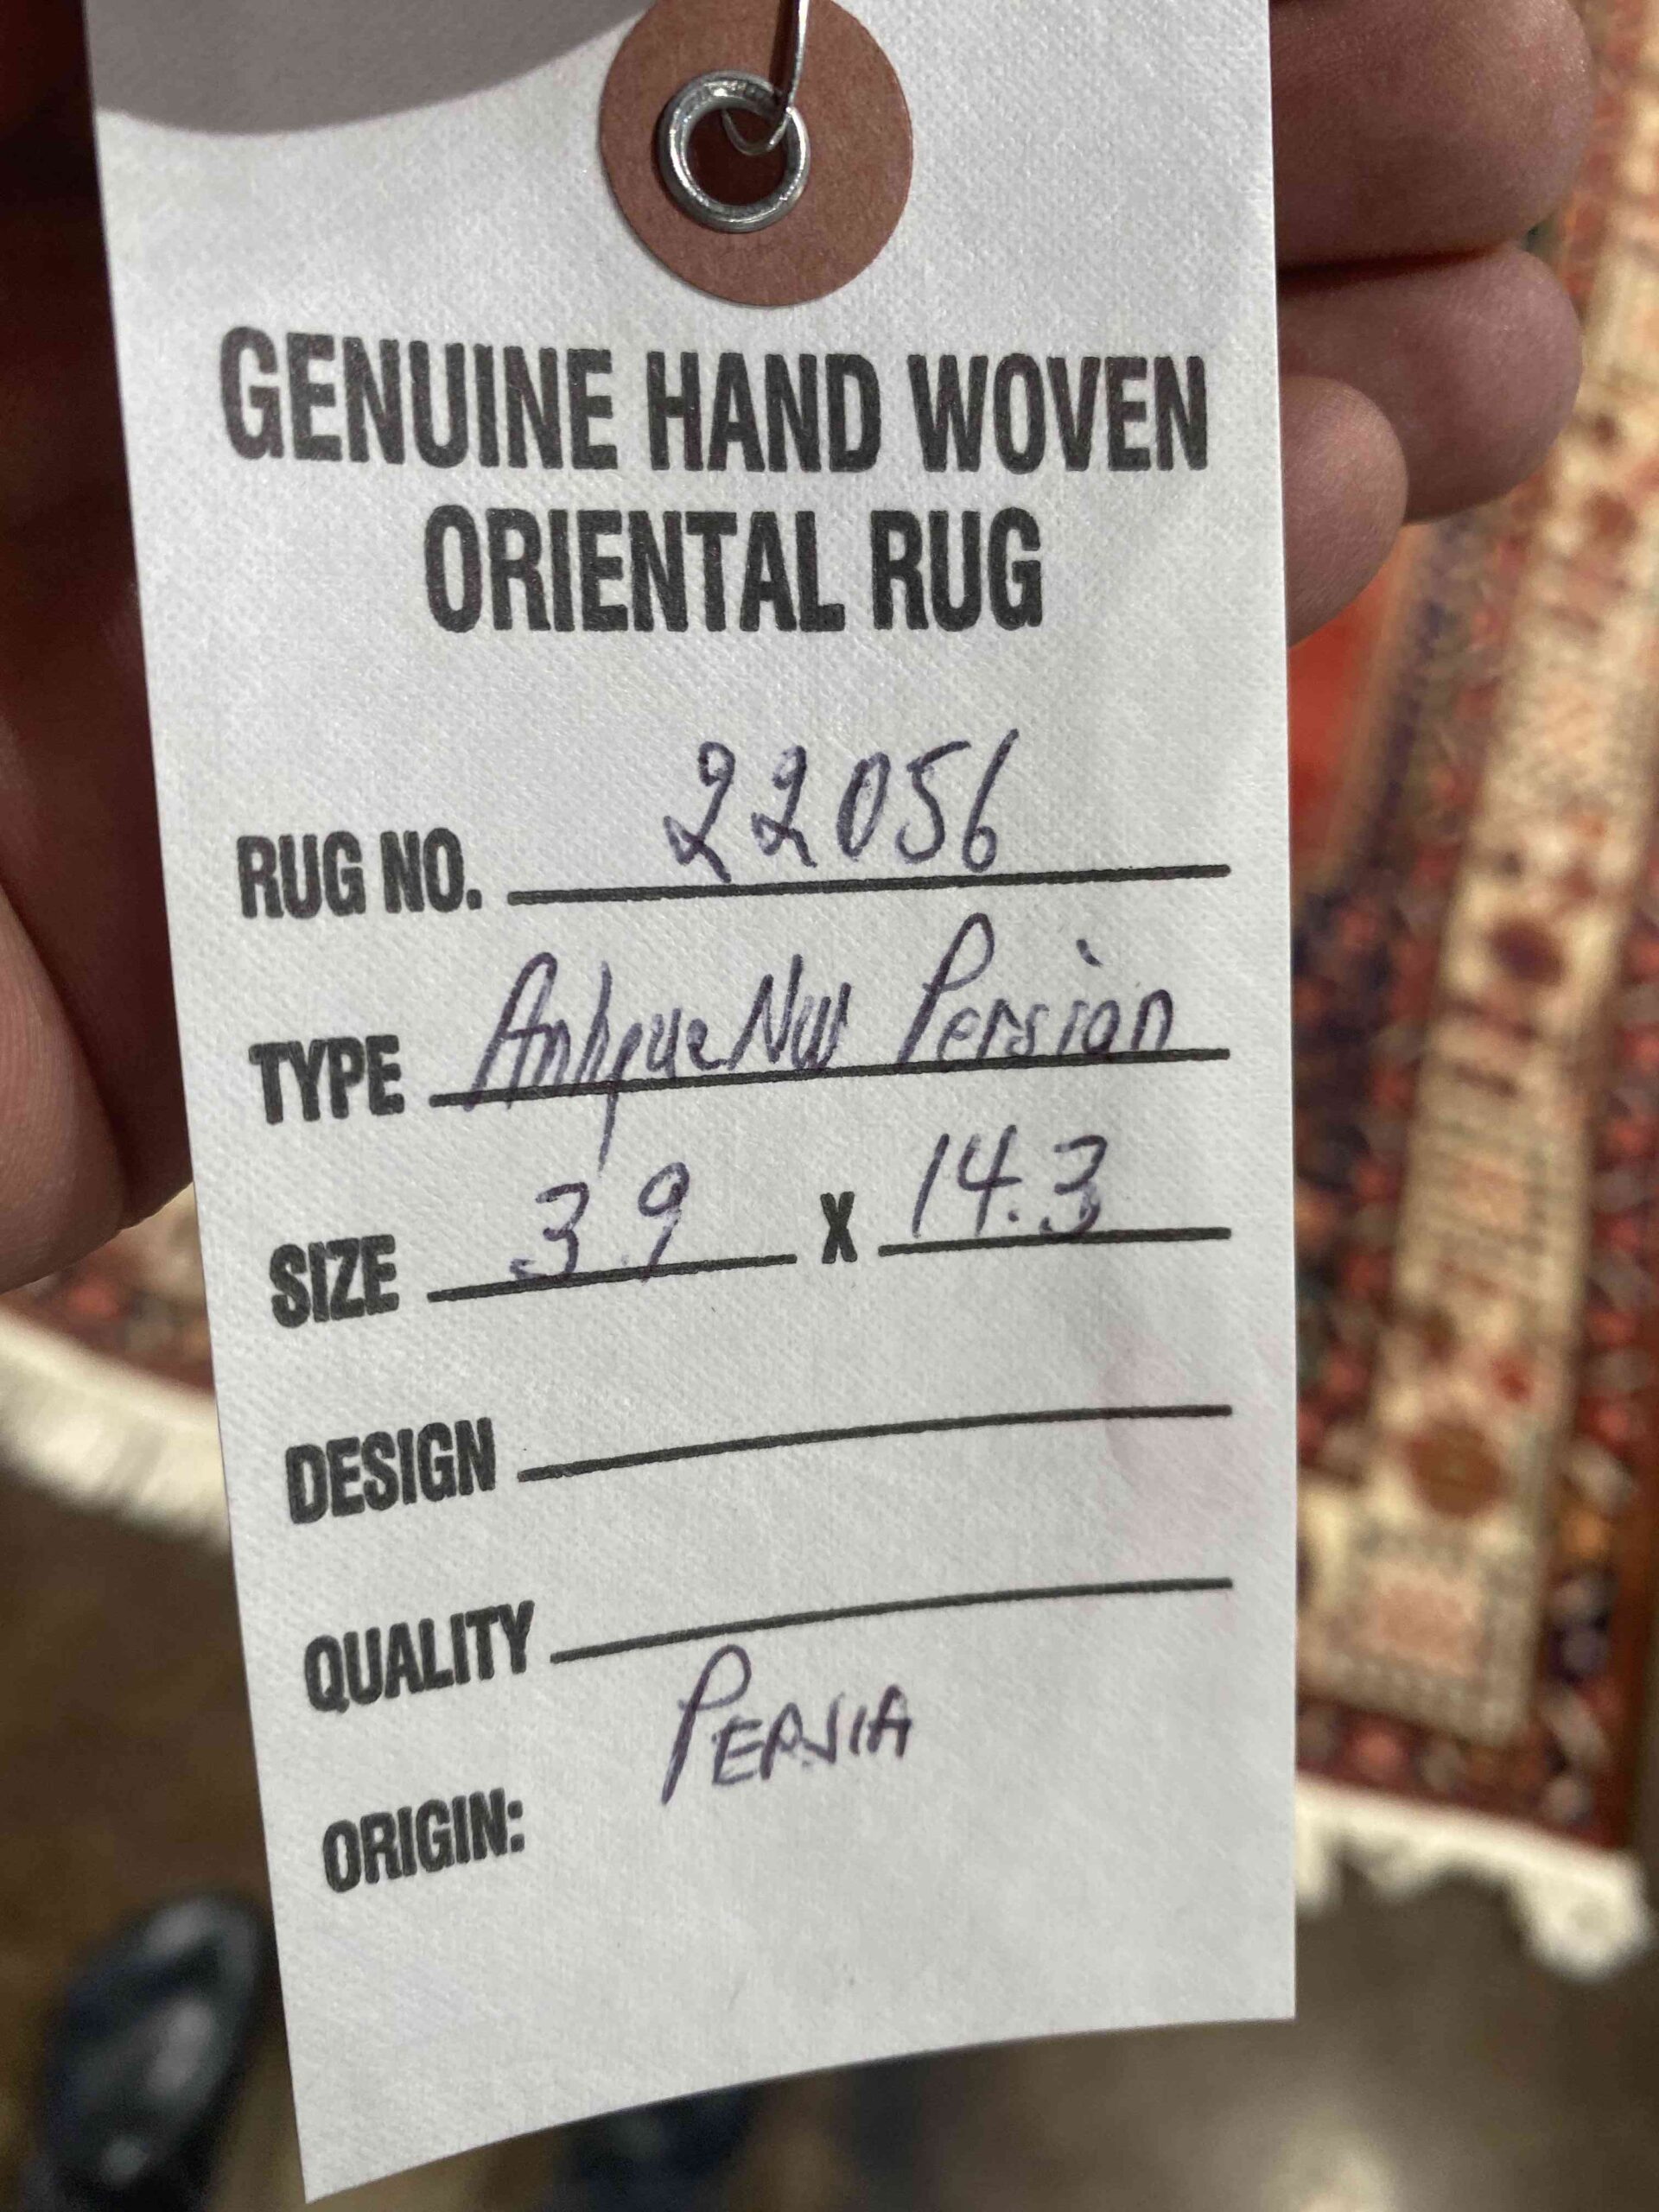 GENUINE HAND WOVEN
ORIENTAL RUG
RUG NO. 22056
TYPE Antique NW Persian
SIZE 3.9 X 14.3
DESIGN
QUALITY
ORIGIN: PERSIA